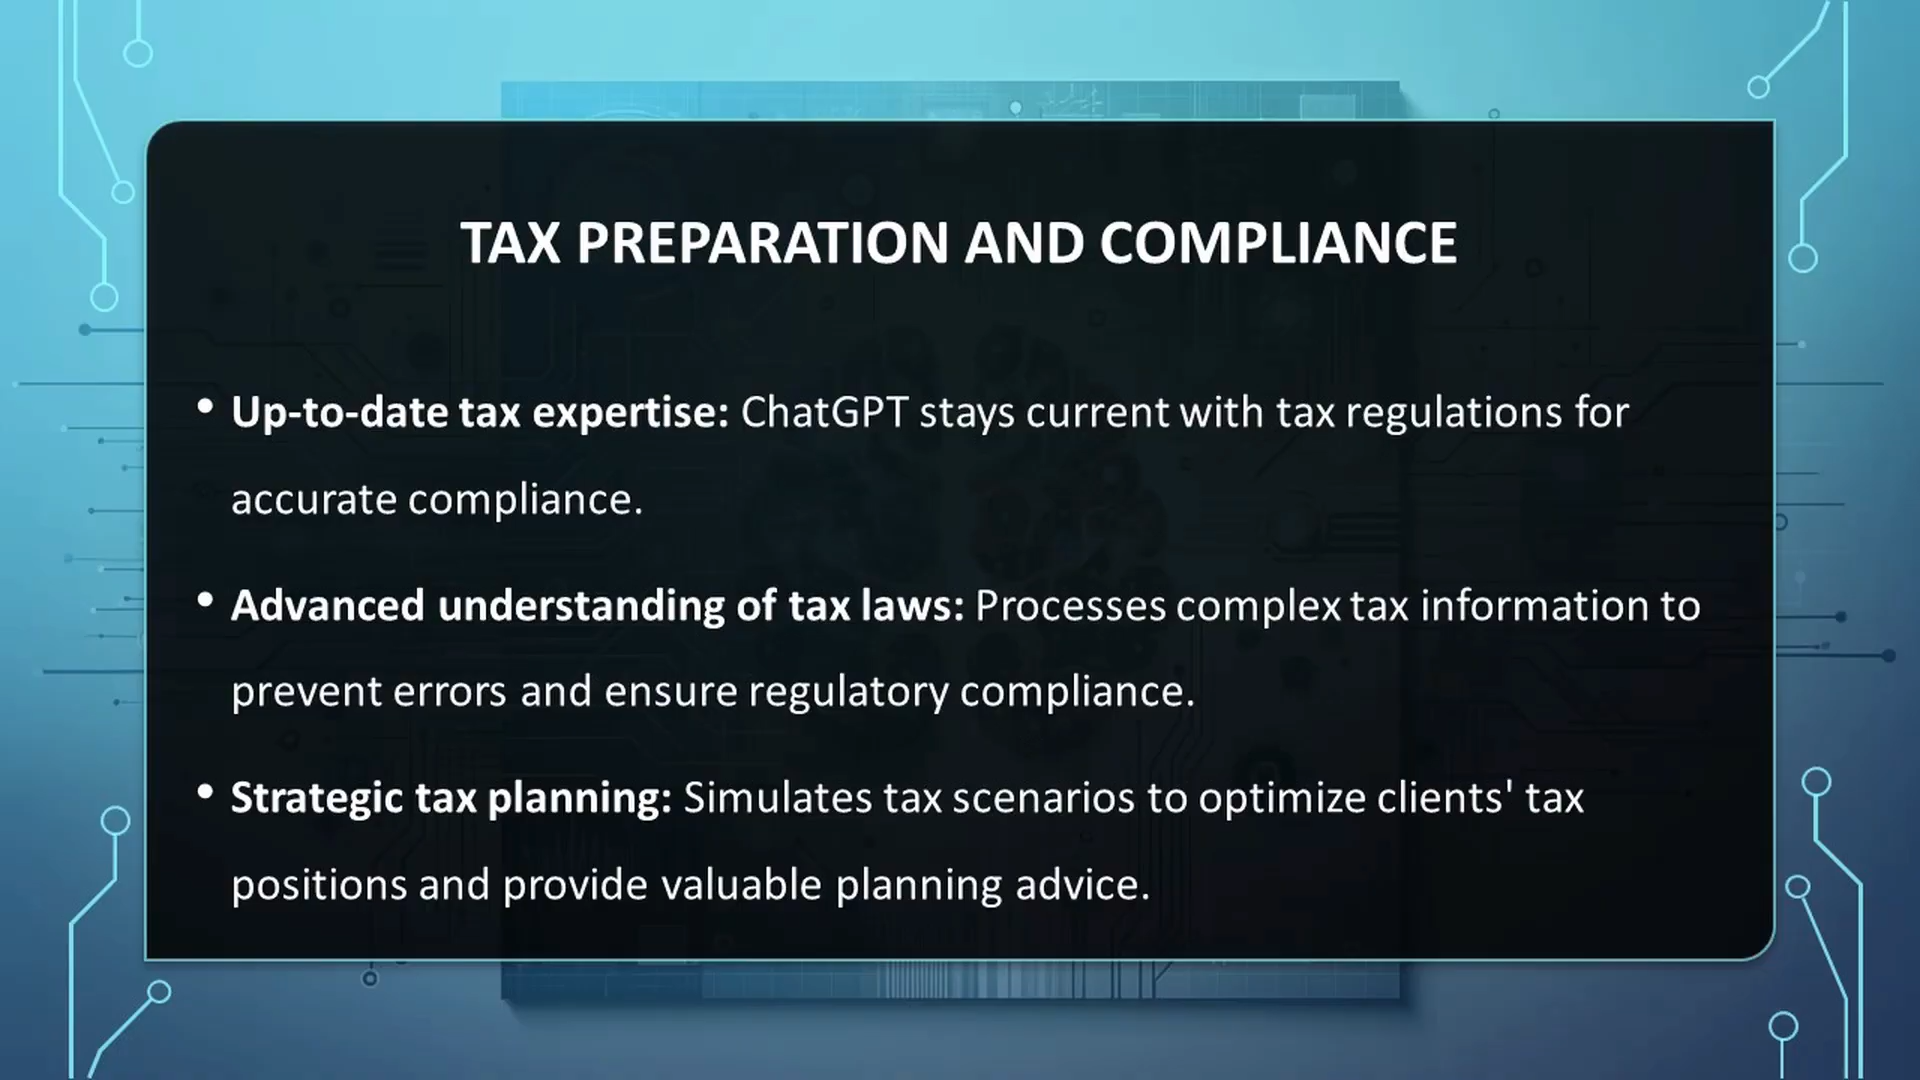 TAX PREPARATION AND COMPLIANCE
• Up-to-date tax expertise: ChatGPT stays current with tax regulations for
accurate compliance.
• Advanced understanding of tax laws: Processes complex tax information to
prevent errors and ensure regulatory compliance.
• Strategic tax planning: Simulates tax scenarios to optimize clients' tax
positions and provide valuable planning advice.